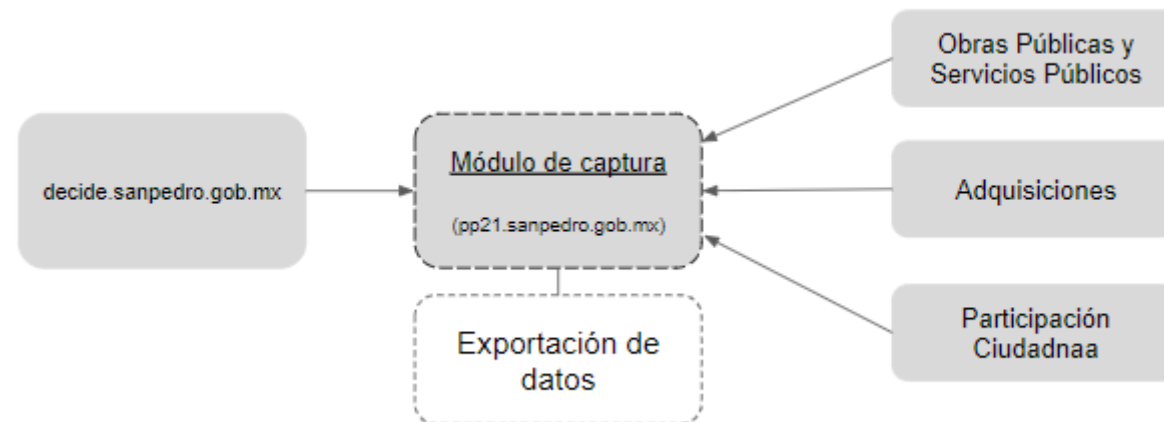 decide.sanpedro.gob.mx
Módulo de captura
(pp21.sanpedro.gob.mx)
Exportación de
datos
Obras Públicas y
Servicios Públicos
Adquisiciones
Participación
Ciudadnaa